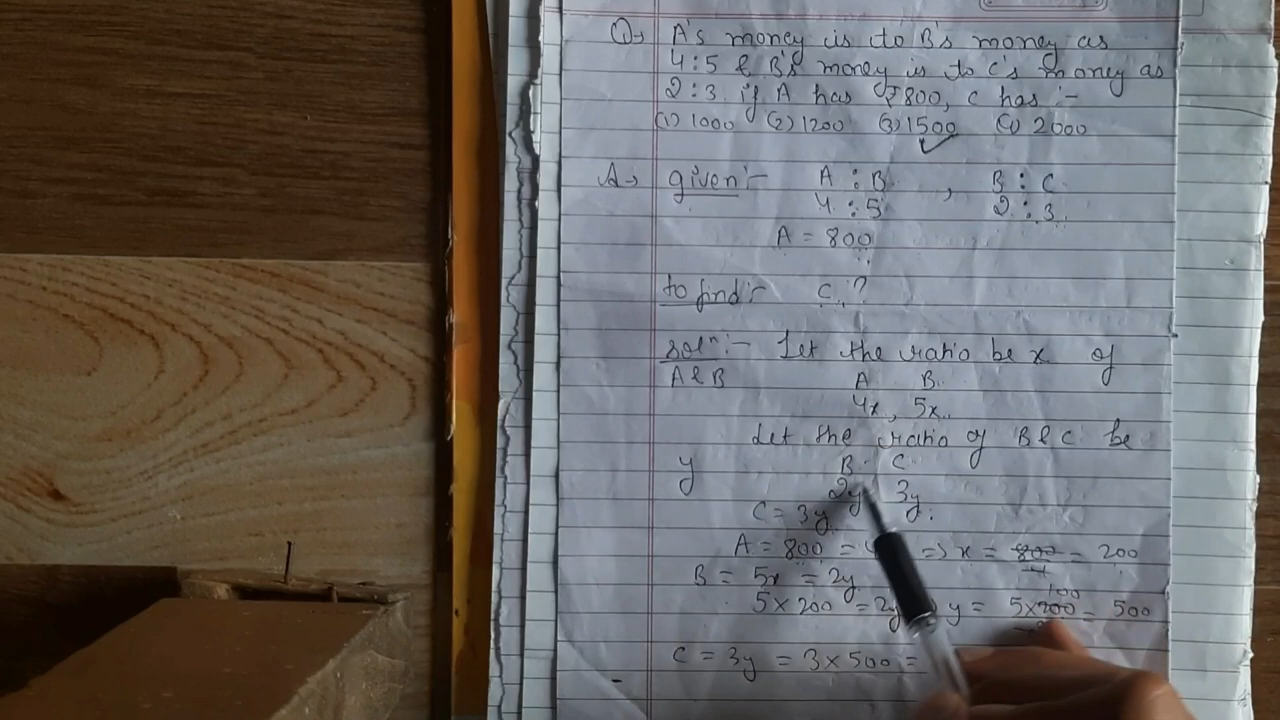 Q→ A's money is to B's money as
4:5 & B's money is to C's money as
2:3. if A has ₹800, C has :-
(1) 1000 (2) 1200 (3) 1500 (4) 2000
A→ given:- A : B , B : C
4 : 5 2 : 3
A = 800
to find:- C ?
solⁿ:- Let the ratio be x of
A & B A B
4x, 5x
Let the ratio of B & C be
y B C
2y 3y
C = 3y
A = 800 = => x = 800/4 = 200
B = 5x = 2y
5×200 = 2y y = 5×200 100 = 500
C = 3y = 3×500 =